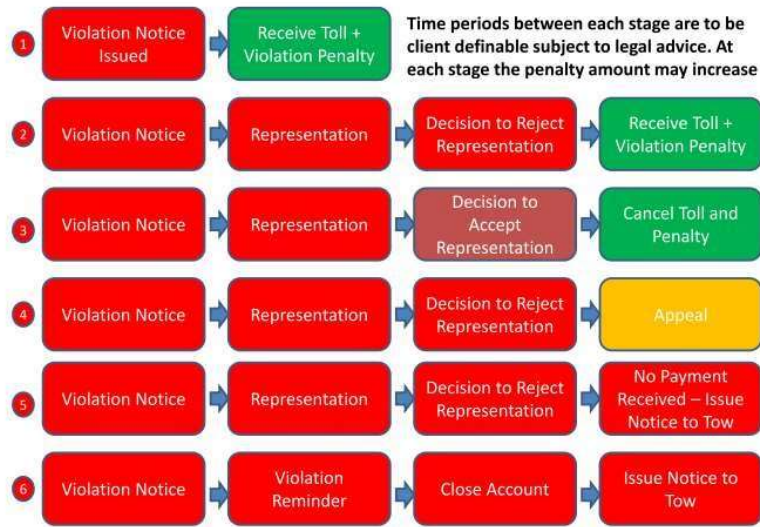 1
Violation Notice
Issued
Receive Toll +
Violation Penalty
Time periods between each stage are to be
client definable subject to legal advice. At
each stage the penalty amount may increase
2
Violation Notice
Representation
Decision to Reject
Representation
Receive Toll +
Violation Penalty
3
Violation Notice
Representation
Decision to
Accept
Representation
Cancel Toll and
Penalty
4
Violation Notice
Representation
Decision to Reject
Representation
Appeal
5
Violation Notice
Representation
Decision to Reject
Representation
No Payment
Received – Issue
Notice to Tow
6
Violation Notice
Violation
Reminder
Close Account
Issue Notice to
Tow